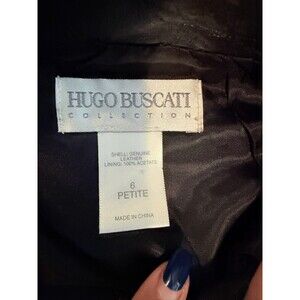 HUGO BUSCATI
COLLECTION
SHELL: GENUINE
LEATHER
LINING: 100% ACETATE
6
PETITE
MADE IN CHINA